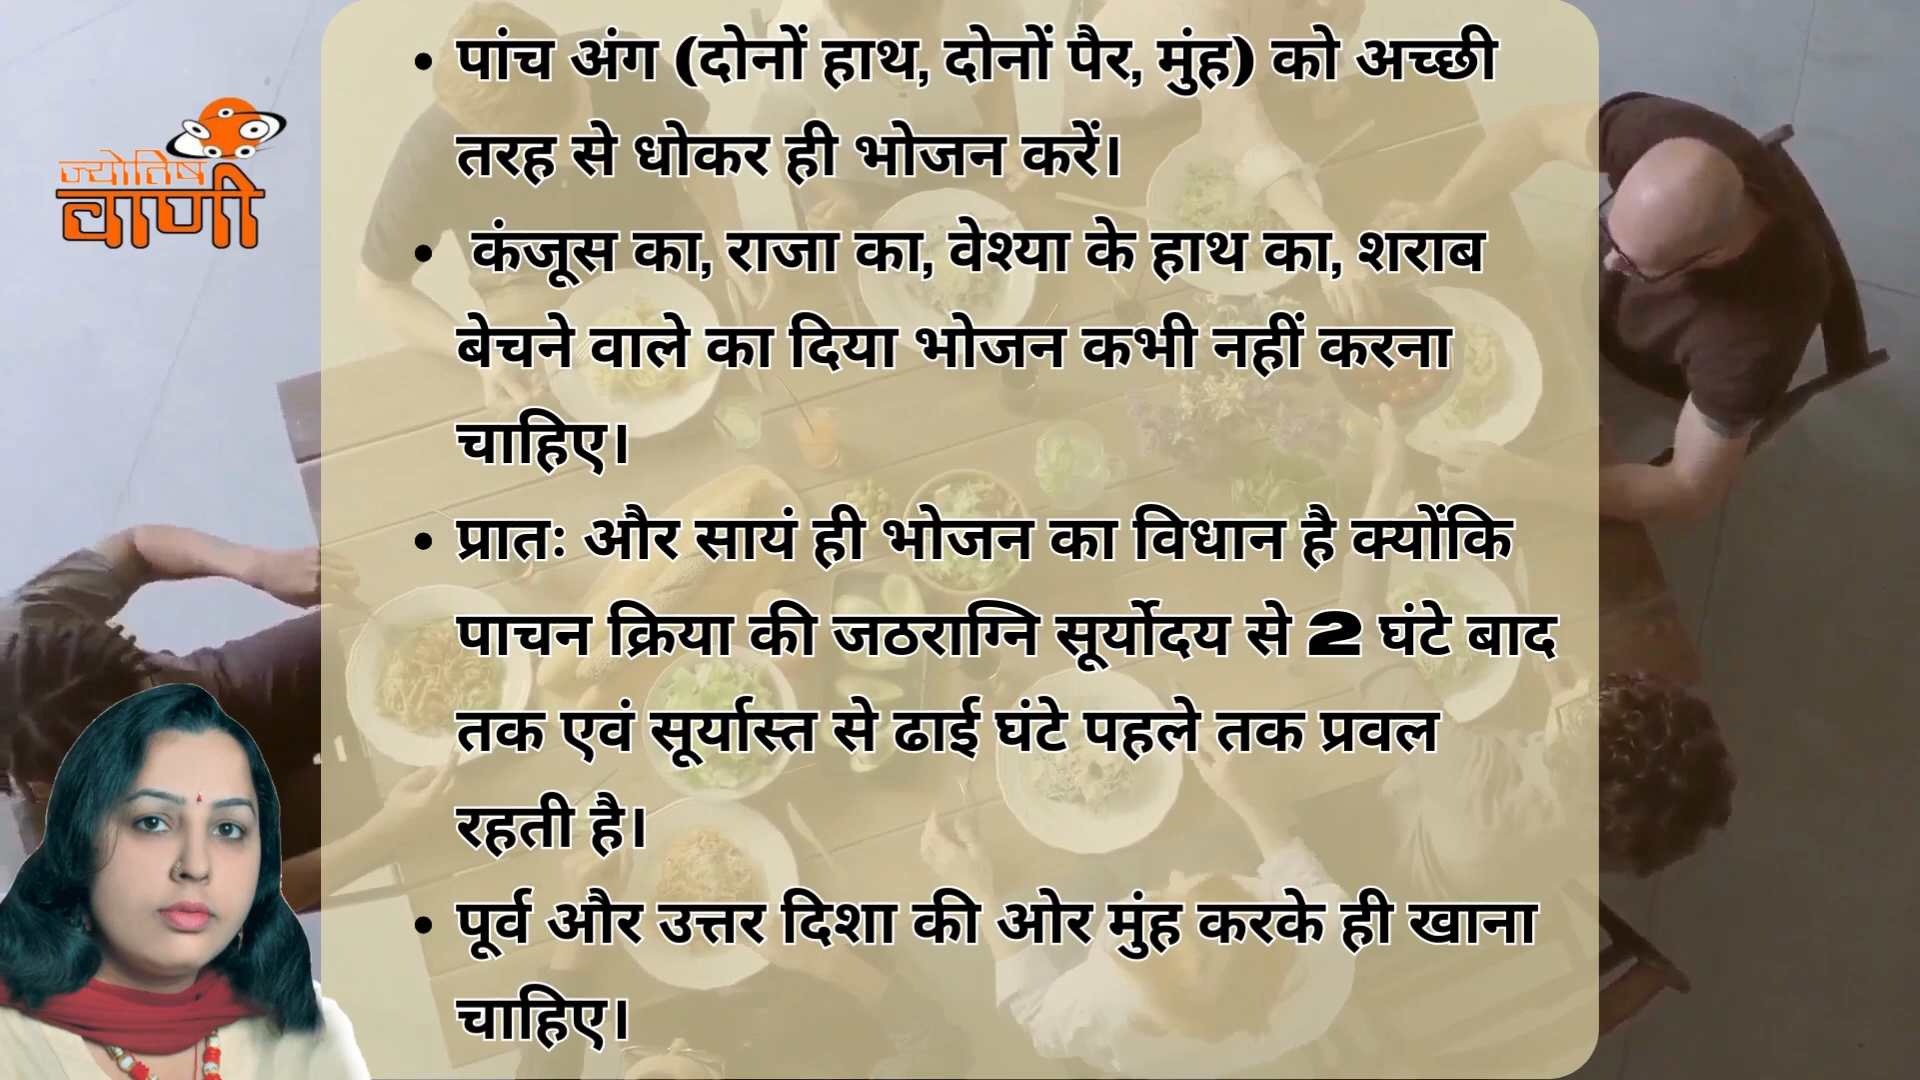 ज्योतिष
वाणी
• पांच अंग (दोनों हाथ, दोनों पैर, मुंह) को अच्छी
तरह से धोकर ही भोजन करें।
• कंजूस का, राजा का, वेश्या के हाथ का, शराब
बेचने वाले का दिया भोजन कभी नहीं करना
चाहिए।
• प्रातः और सायं ही भोजन का विधान है क्योंकि
पाचन क्रिया की जठराग्नि सूर्योदय से 2 घंटे बाद
तक एवं सूर्यास्त से ढाई घंटे पहले तक प्रवल
रहती है।
• पूर्व और उत्तर दिशा की ओर मुंह करके ही खाना
चाहिए।